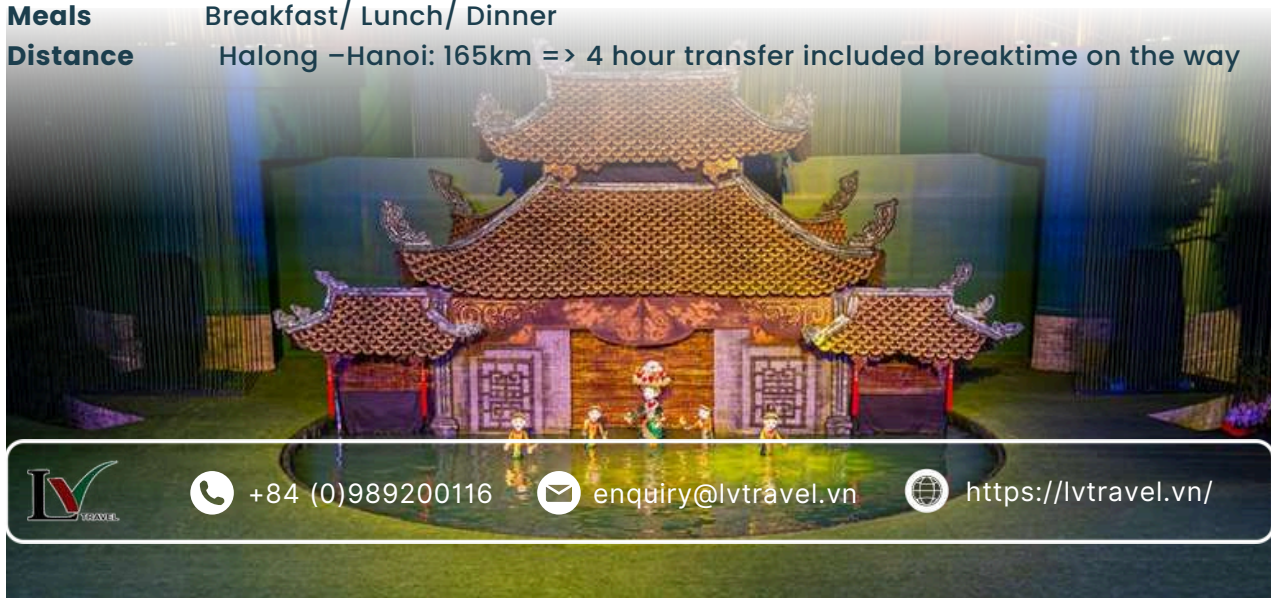 Meals Breakfast/ Lunch/ Dinner
Distance Halong –Hanoi: 165km => 4 hour transfer included breaktime on the way
LV TRAVEL
+84 (0)989200116
enquiry@lvtravel.vn
https://lvtravel.vn/